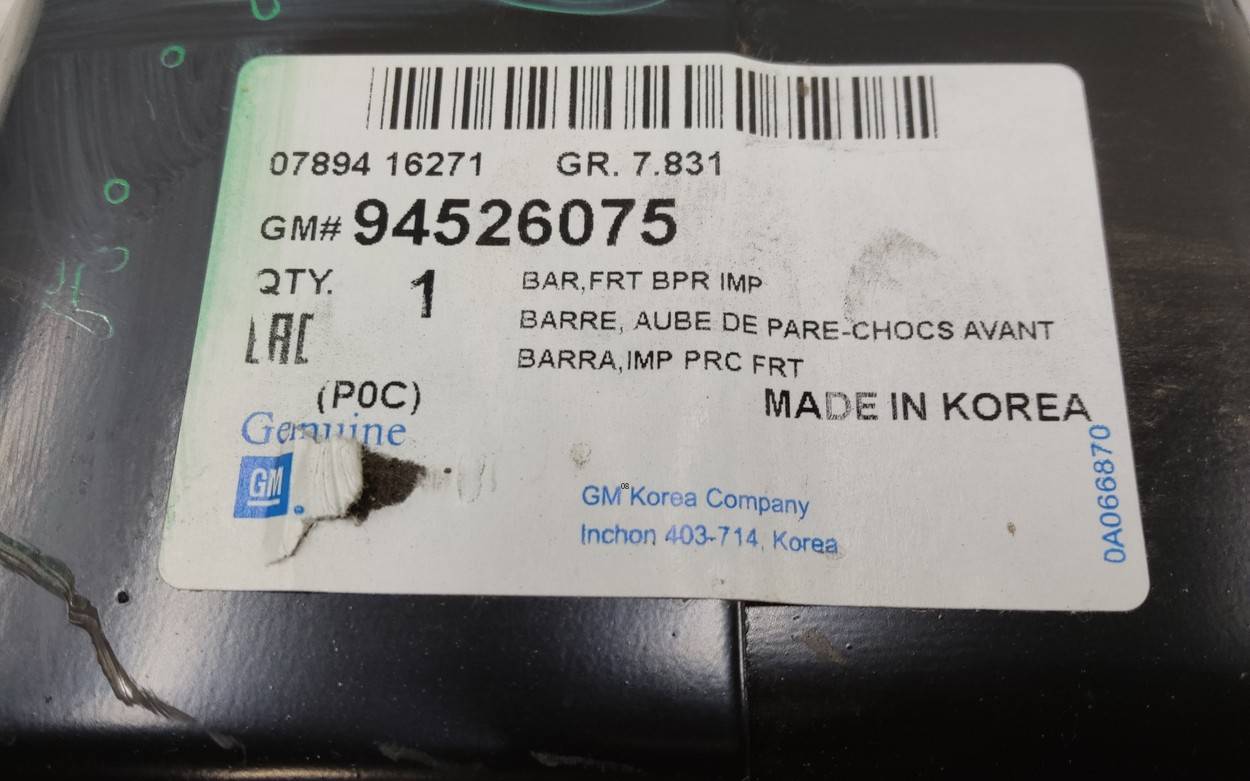 07894 16271 GR. 7.831
GM# 94526075
QTY. 1
BAR,FRT BPR IMP
BARRE, AUBE DE PARE-CHOCS AVANT
BARRA,IMP PRC FRT
EAC
(P0C)
MADE IN KOREA
Genuine
GM
GM Korea Company
Inchon 403-714, Korea
0A066870